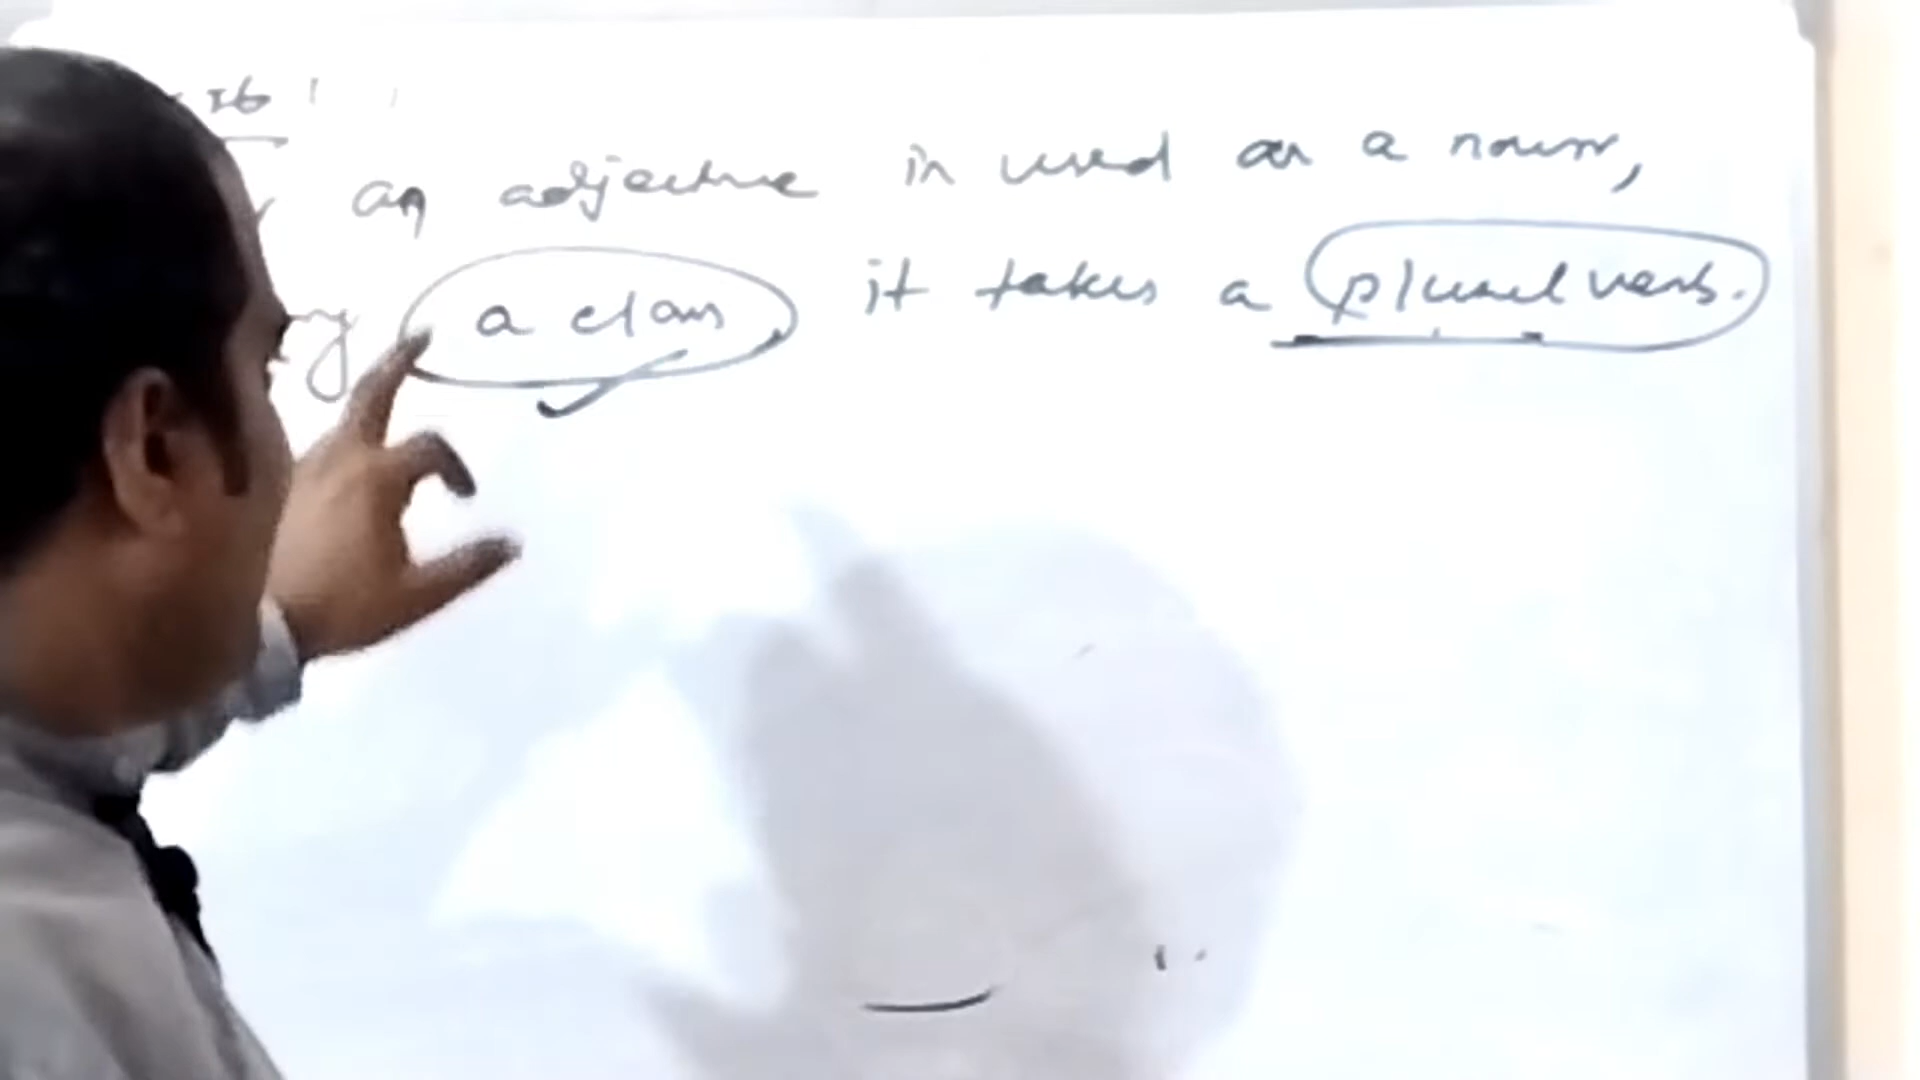 an adjective is used as a noun,
a class it takes a plural verb.